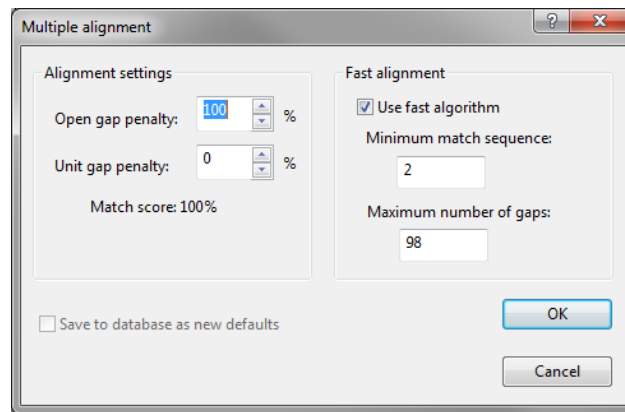 Multiple alignment
Alignment settings
Open gap penalty: 100 %
Unit gap penalty: 0 %
Match score: 100%
Fast alignment
Use fast algorithm
Minimum match sequence:
2
Maximum number of gaps:
98
Save to database as new defaults
OK
Cancel